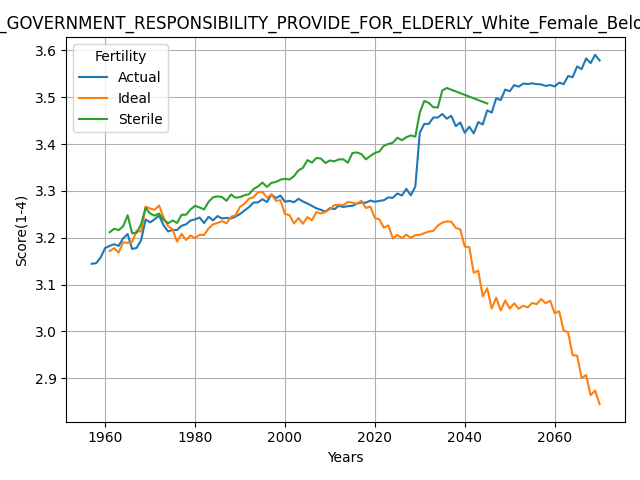 _GOVERNMENT_RESPONSIBILITY_PROVIDE_FOR_ELDERLY_White_Female_Belo
Fertility
Actual
Ideal
Sterile
Score(1-4)
3.6
3.5
3.4
3.3
3.2
3.1
3.0
2.9
1960 1980 2000 2020 2040 2060
Years